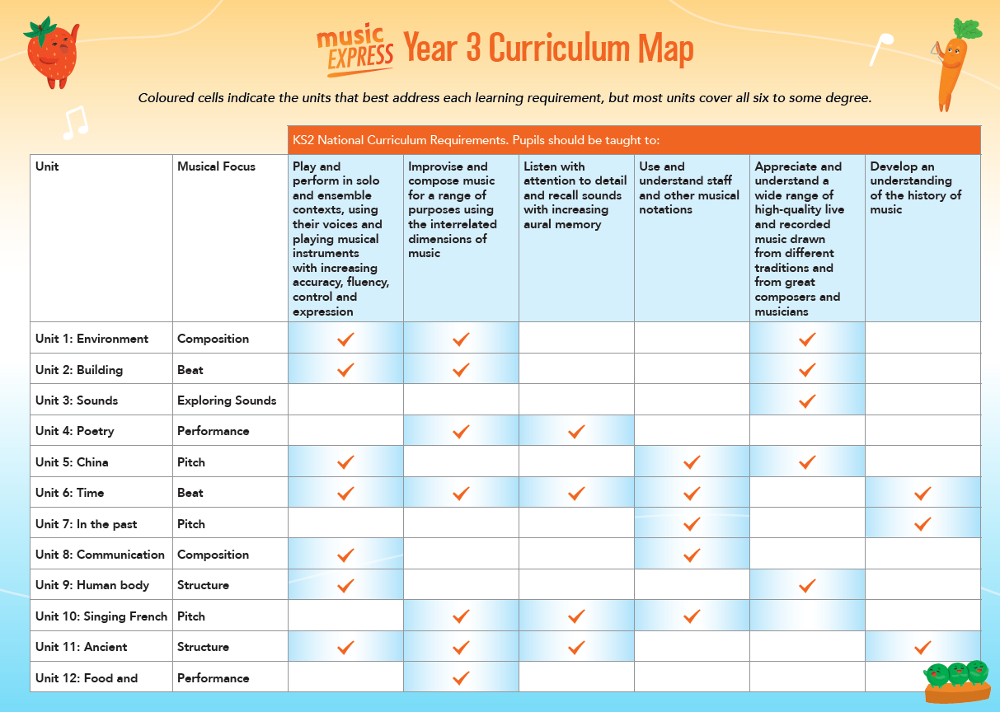 music
EXPRESS
Year 3 Curriculum Map
Coloured cells indicate the units that best address each learning requirement, but most units cover all six to some degree.
KS2 National Curriculum Requirements. Pupils should be taught to:
Unit
Musical Focus
Play and
perform in solo
and ensemble
contexts, using
their voices and
playing musical
instruments
with increasing
accuracy, fluency,
control and
expression
Improvise and
compose music
for a range of
purposes using
the interrelated
dimensions of
music
Listen with
attention to detail
and recall sounds
with increasing
aural memory
Use and
understand staff
and other musical
notations
Appreciate and
understand a
wide range of
high-quality live
and recorded
music drawn
from different
traditions and
from great
composers and
musicians
Develop an
understanding
of the history of
music
Unit 1: Environment Composition ✓ ✓ ✓
Unit 2: Building Beat ✓ ✓ ✓
Unit 3: Sounds Exploring Sounds ✓
Unit 4: Poetry Performance ✓ ✓
Unit 5: China Pitch ✓ ✓ ✓
Unit 6: Time Beat ✓ ✓ ✓ ✓ ✓
Unit 7: In the past Pitch ✓ ✓
Unit 8: Communication Composition ✓ ✓
Unit 9: Human body Structure ✓ ✓
Unit 10: Singing French Pitch ✓ ✓ ✓
Unit 11: Ancient Structure ✓ ✓ ✓ ✓
Unit 12: Food and Performance ✓